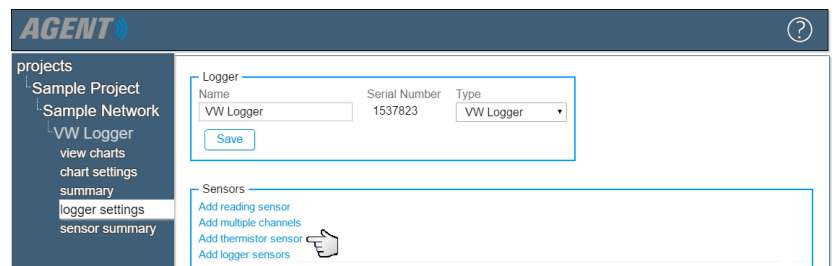 AGENT
?
projects
Sample Project
Sample Network
VW Logger
view charts
chart settings
summary
logger settings
sensor summary
Logger
Name Serial Number Type
VW Logger 1537823 VW Logger
Save
Sensors
Add reading sensor
Add multiple channels
Add thermistor sensor
Add logger sensors